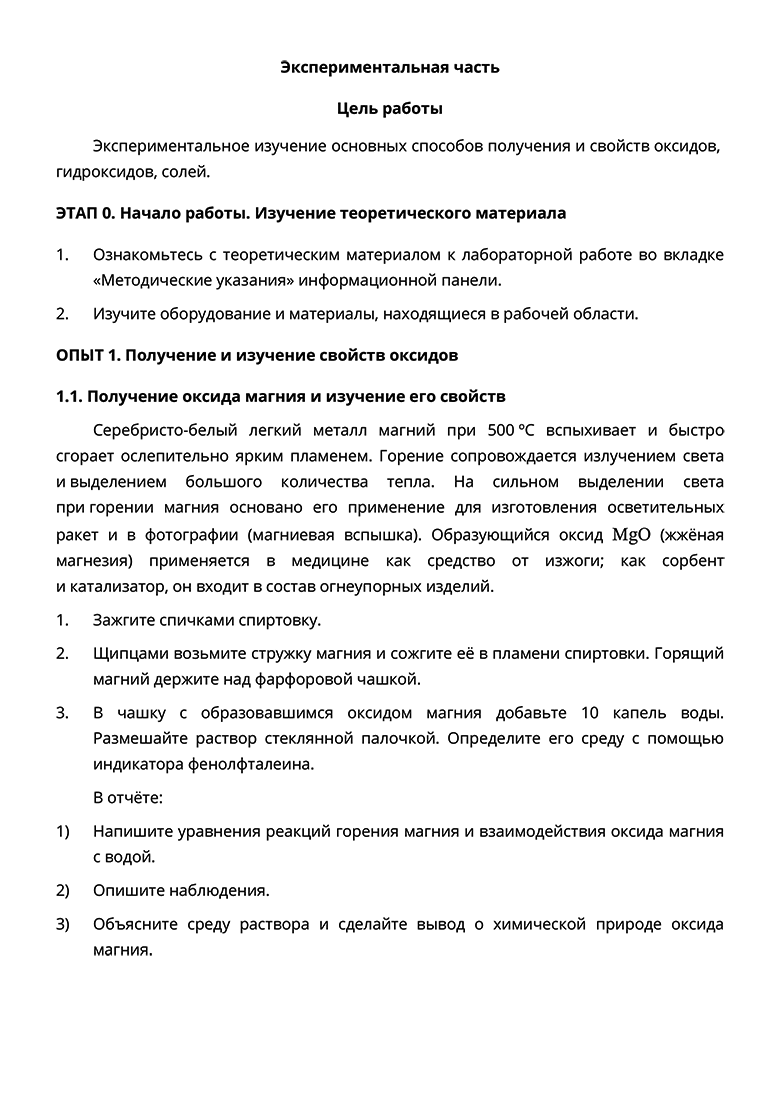 Экспериментальная часть
Цель работы
Экспериментальное изучение основных способов получения и свойств оксидов,
гидроксидов, солей.
ЭТАП 0. Начало работы. Изучение теоретического материала
1. Ознакомьтесь с теоретическим материалом к лабораторной работе во вкладке
«Методические указания» информационной панели.
2. Изучите оборудование и материалы, находящиеся в рабочей области.
ОПЫТ 1. Получение и изучение свойств оксидов
1.1. Получение оксида магния и изучение его свойств
Серебристо-белый легкий металл магний при 500 °С вспыхивает и быстро
сгорает ослепительно ярким пламенем. Горение сопровождается излучением света
и выделением большого количества тепла. На сильном выделении света
при горении магния основано его применение для изготовления осветительных
ракет и в фотографии (магниевая вспышка). Образующийся оксид MgO (жжёная
магнезия) применяется в медицине как средство от изжоги; как сорбент
и катализатор, он входит в состав огнеупорных изделий.
1. Зажгите спичками спиртовку.
2. Щипцами возьмите стружку магния и сожгите её в пламени спиртовки. Горящий
магний держите над фарфоровой чашкой.
3. В чашку с образовавшимся оксидом магния добавьте 10 капель воды.
Размешайте раствор стеклянной палочкой. Определите его среду с помощью
индикатора фенолфталеина.
В отчёте:
1) Напишите уравнения реакций горения магния и взаимодействия оксида магния
с водой.
2) Опишите наблюдения.
3) Объясните среду раствора и сделайте вывод о химической природе оксида
магния.